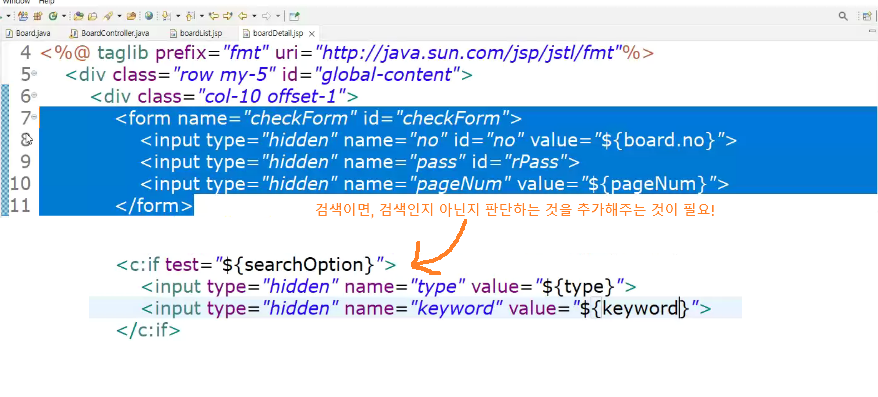 Window Help
Board.java BoardController.java boardList.jsp boardDetail.jsp
4 <%@ taglib prefix="fmt" uri="http://java.sun.com/jsp/jstl/fmt"%>
5 <div class="row my-5" id="global-content">
6 <div class="col-10 offset-1">
7 <form name="checkForm" id="checkForm">
8 <input type="hidden" name="no" id="no" value="${board.no}">
9 <input type="hidden" name="pass" id="rPass">
10 <input type="hidden" name="pageNum" value="${pageNum}">
11 </form>
검색이면, 검색인지 아닌지 판단하는 것을 추가해주는 것이 필요!
<c:if test="${searchOption}">
<input type="hidden" name="type" value="${type}">
<input type="hidden" name="keyword" value="${keyword}">
</c:if>